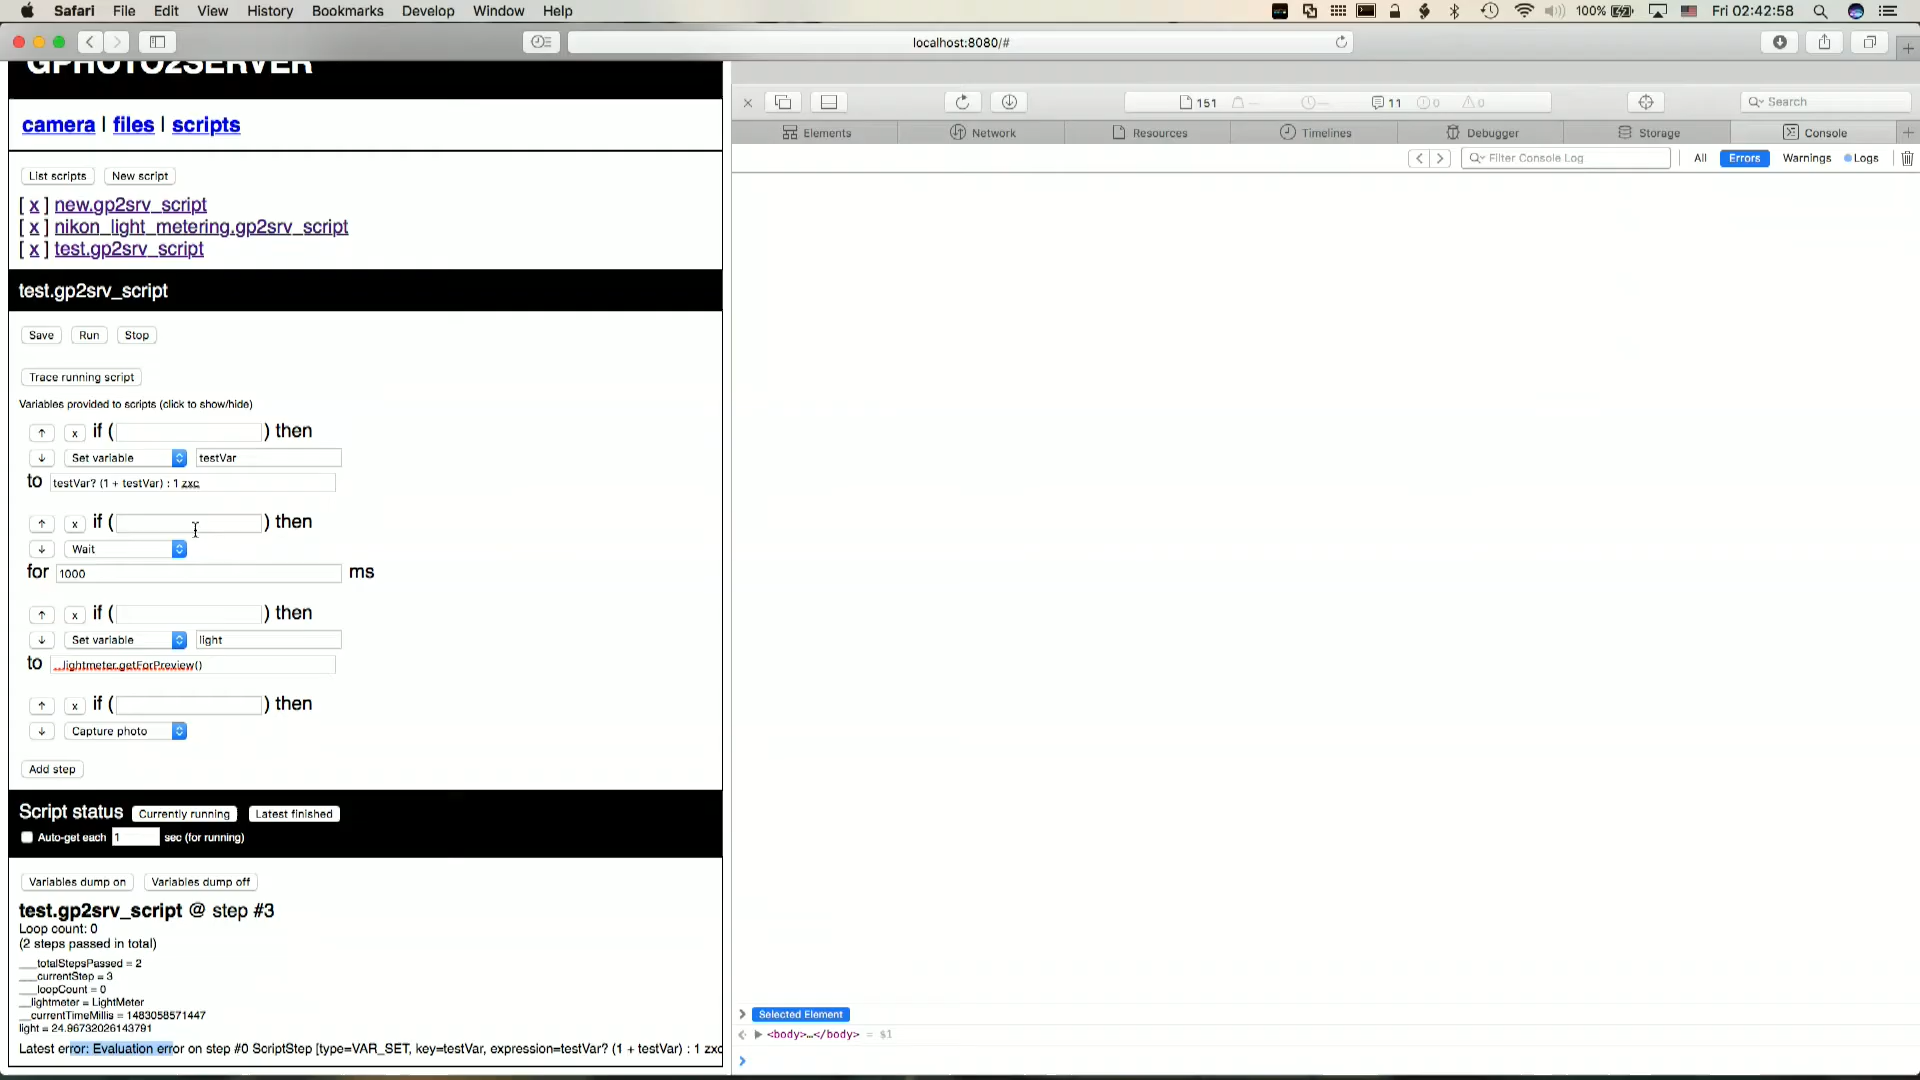 Safari File Edit View History Bookmarks Develop Window Help 100% Fri 02:42:58
localhost:8080/#
GPHOTO2SERVER
camera | files | scripts
List scripts New script
[ x ] new.gp2srv_script
[ x ] nikon_light_metering.gp2srv_script
[ x ] test.gp2srv_script
test.gp2srv_script
Save Run Stop
Trace running script
Variables provided to scripts (click to show/hide)
↑ x if ( ) then
↓ Set variable testVar
to testVar? (1 + testVar) : 1 zxc
↑ x if ( ) then
↓ Wait
for 1000 ms
↑ x if ( ) then
↓ Set variable light
to __lightmeter.getForPreview()
↑ x if ( ) then
↓ Capture photo
Add step
Script status Currently running Latest finished
Auto-get each 1 sec (for running)
Variables dump on Variables dump off
test.gp2srv_script @ step #3
Loop count: 0
(2 steps passed in total)
___totalStepsPassed = 2
___currentStep = 3
___loopCount = 0
__lightmeter = LightMeter
__currentTimeMillis = 1483058571447
light = 24.96732026143791
Latest error: Evaluation error on step #0 ScriptStep [type=VAR_SET, key=testVar, expression=testVar? (1 + testVar) : 1 zxc
151 11 0 0 Search
Elements Network Resources Timelines Debugger Storage Console
Filter Console Log All Errors Warnings Logs
Selected Element
<body>…</body> = $1